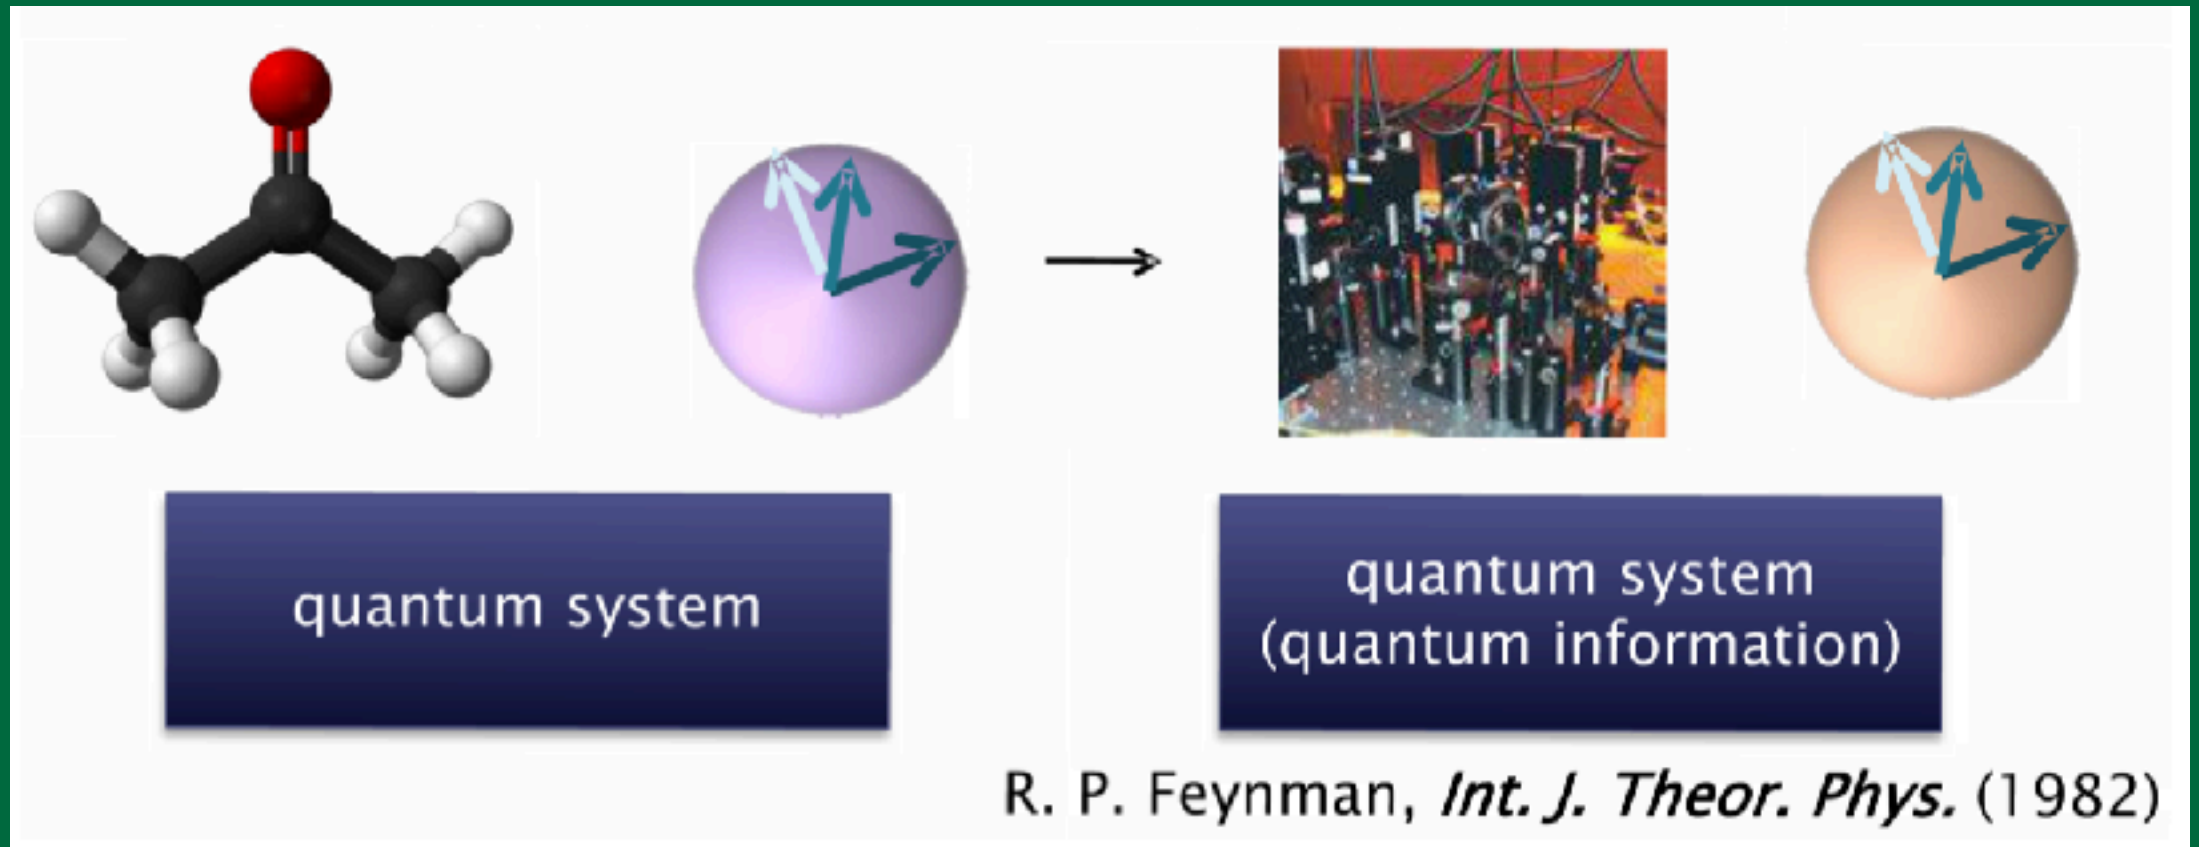 quantum system
quantum system
(quantum information)
R. P. Feynman, Int. J. Theor. Phys. (1982)